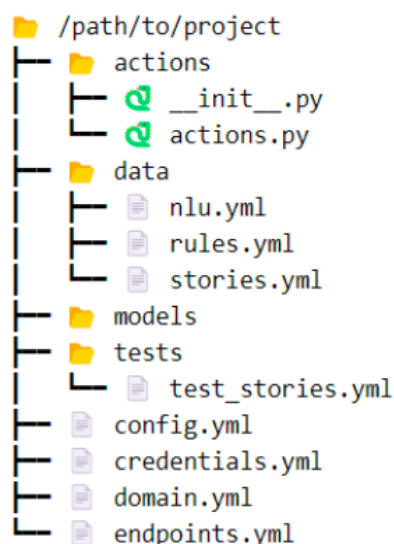 /path/to/project
actions
__init__.py
actions.py
data
nlu.yml
rules.yml
stories.yml
models
tests
test_stories.yml
config.yml
credentials.yml
domain.yml
endpoints.yml